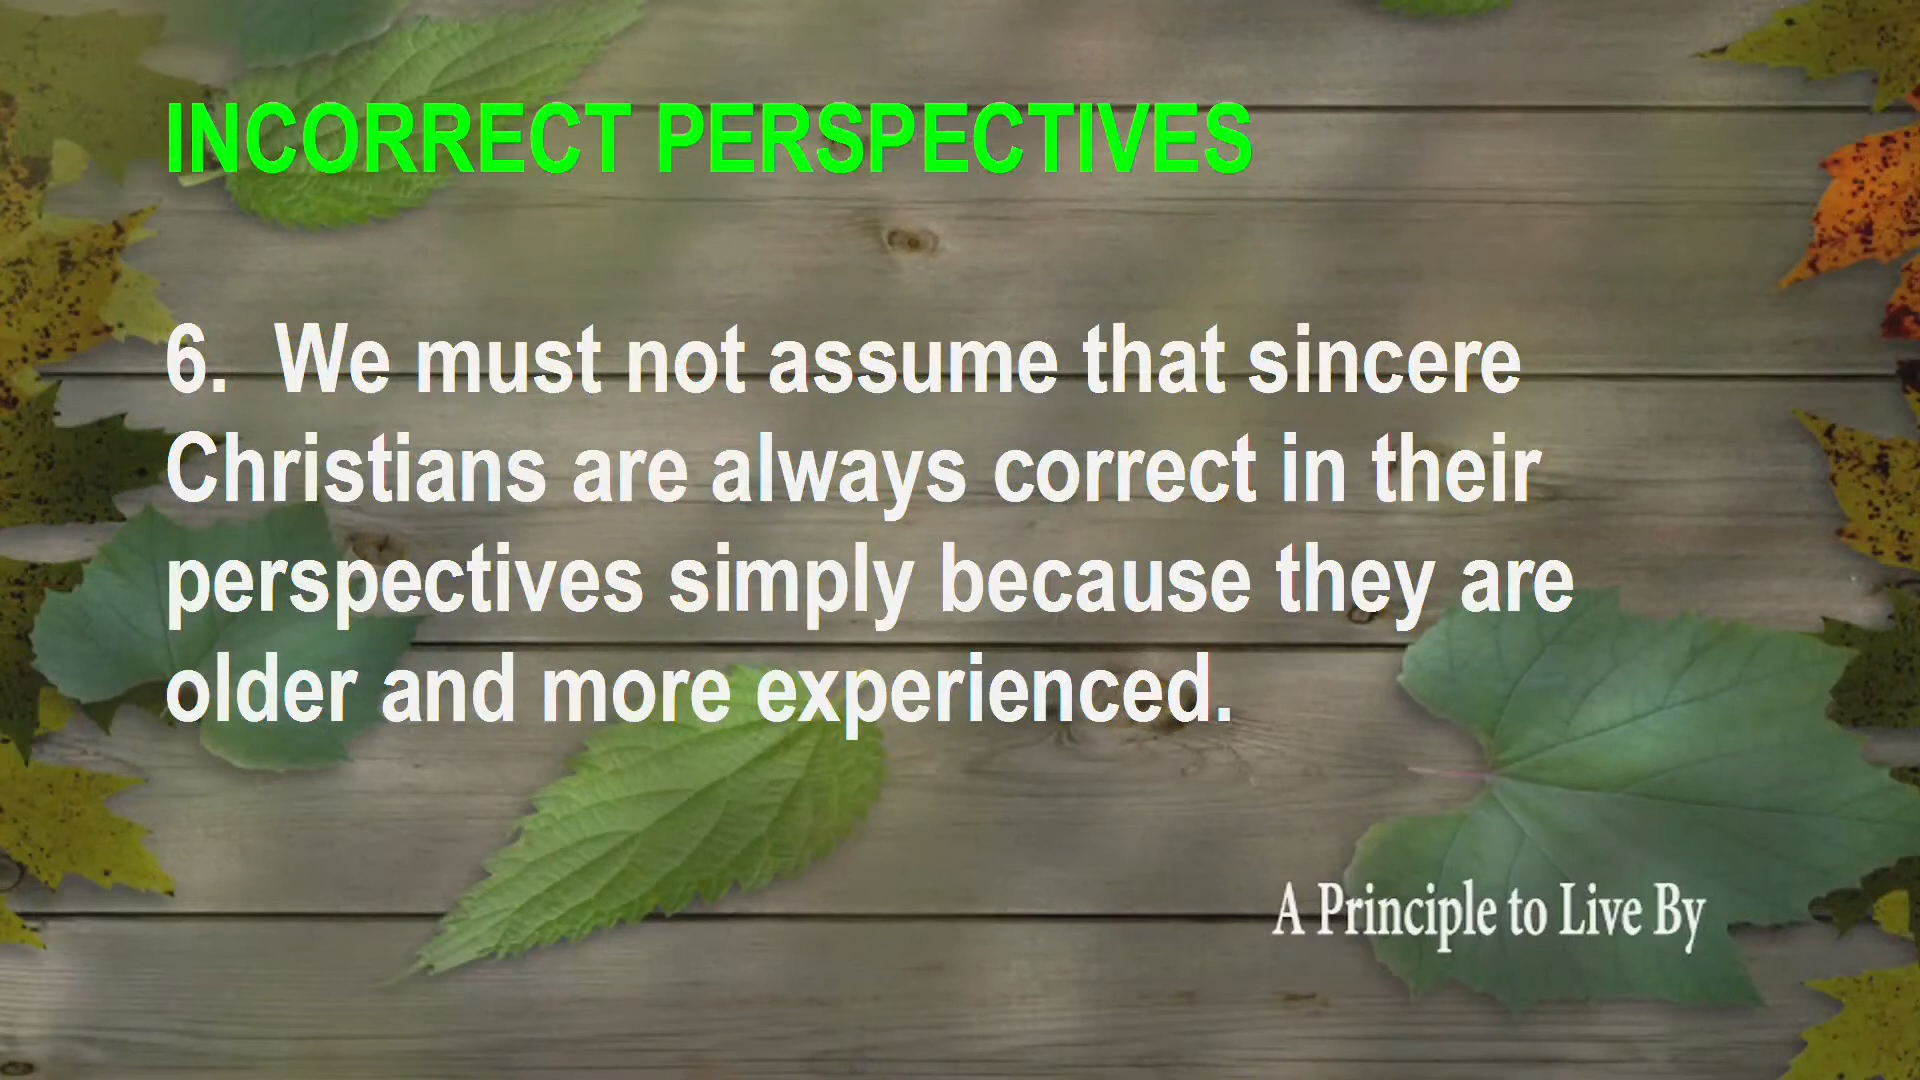 INCORRECT PERSPECTIVES
6. We must not assume that sincere
Christians are always correct in their
perspectives simply because they are
older and more experienced.
A Principle to Live By